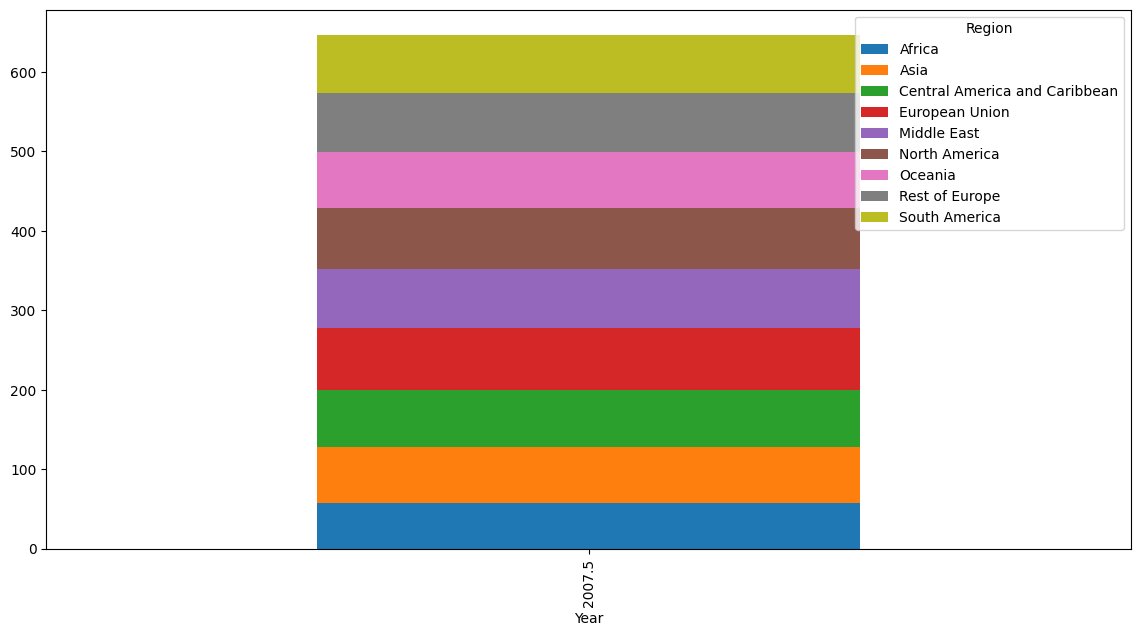 600
500
400
300
200
100
0
2007.5
Year
Region
Africa
Asia
Central America and Caribbean
European Union
Middle East
North America
Oceania
Rest of Europe
South America